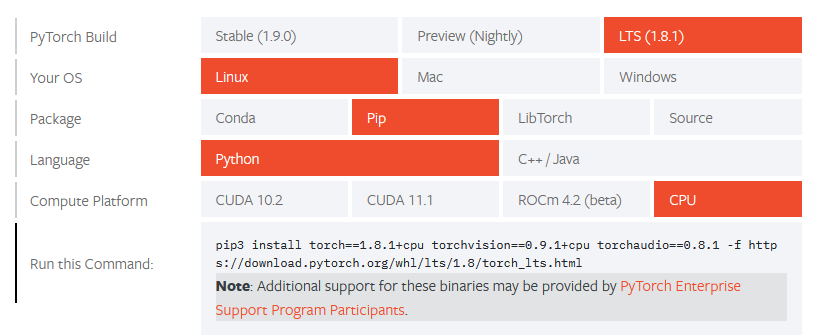 PyTorch Build Stable (1.9.0) Preview (Nightly) LTS (1.8.1)
Your OS Linux Mac Windows
Package Conda Pip LibTorch Source
Language Python C++ / Java
Compute Platform CUDA 10.2 CUDA 11.1 ROCm 4.2 (beta) CPU
Run this Command:
pip3 install torch==1.8.1+cpu torchvision==0.9.1+cpu torchaudio==0.8.1 -f http
s://download.pytorch.org/whl/lts/1.8/torch_lts.html
Note: Additional support for these binaries may be provided by PyTorch Enterprise
Support Program Participants.